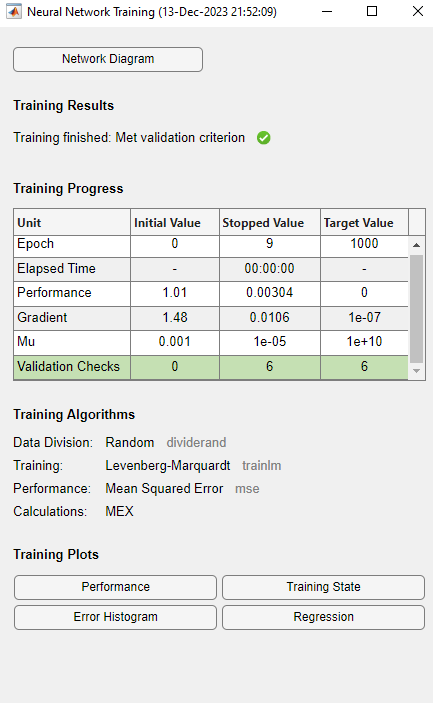 Neural Network Training (13-Dec-2023 21:52:09)
Network Diagram
Training Results
Training finished: Met validation criterion
Training Progress
Unit Initial Value Stopped Value Target Value
Epoch 0 9 1000
Elapsed Time - 00:00:00 -
Performance 1.01 0.00304 0
Gradient 1.48 0.0106 1e-07
Mu 0.001 1e-05 1e+10
Validation Checks 0 6 6
Training Algorithms
Data Division: Random dividerand
Training: Levenberg-Marquardt trainlm
Performance: Mean Squared Error mse
Calculations: MEX
Training Plots
Performance Training State
Error Histogram Regression